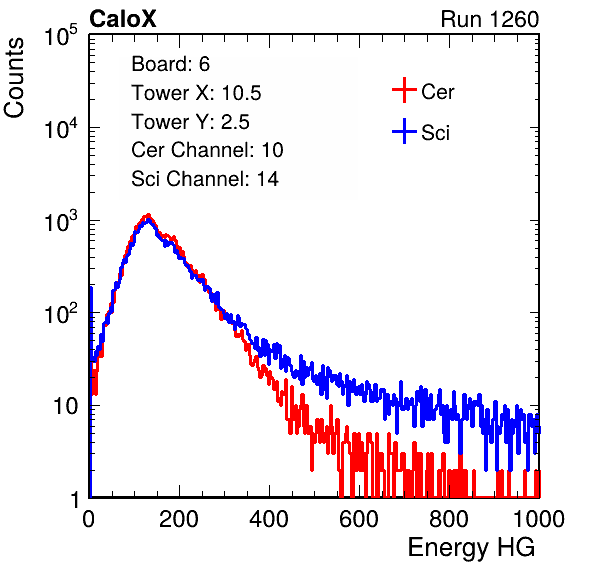 CaloX Run 1260
Counts
10^5
10^4
10^3
10^2
10
1
Board: 6
Tower X: 10.5
Tower Y: 2.5
Cer Channel: 10
Sci Channel: 14
Cer
Sci
0 200 400 600 800 1000
Energy HG